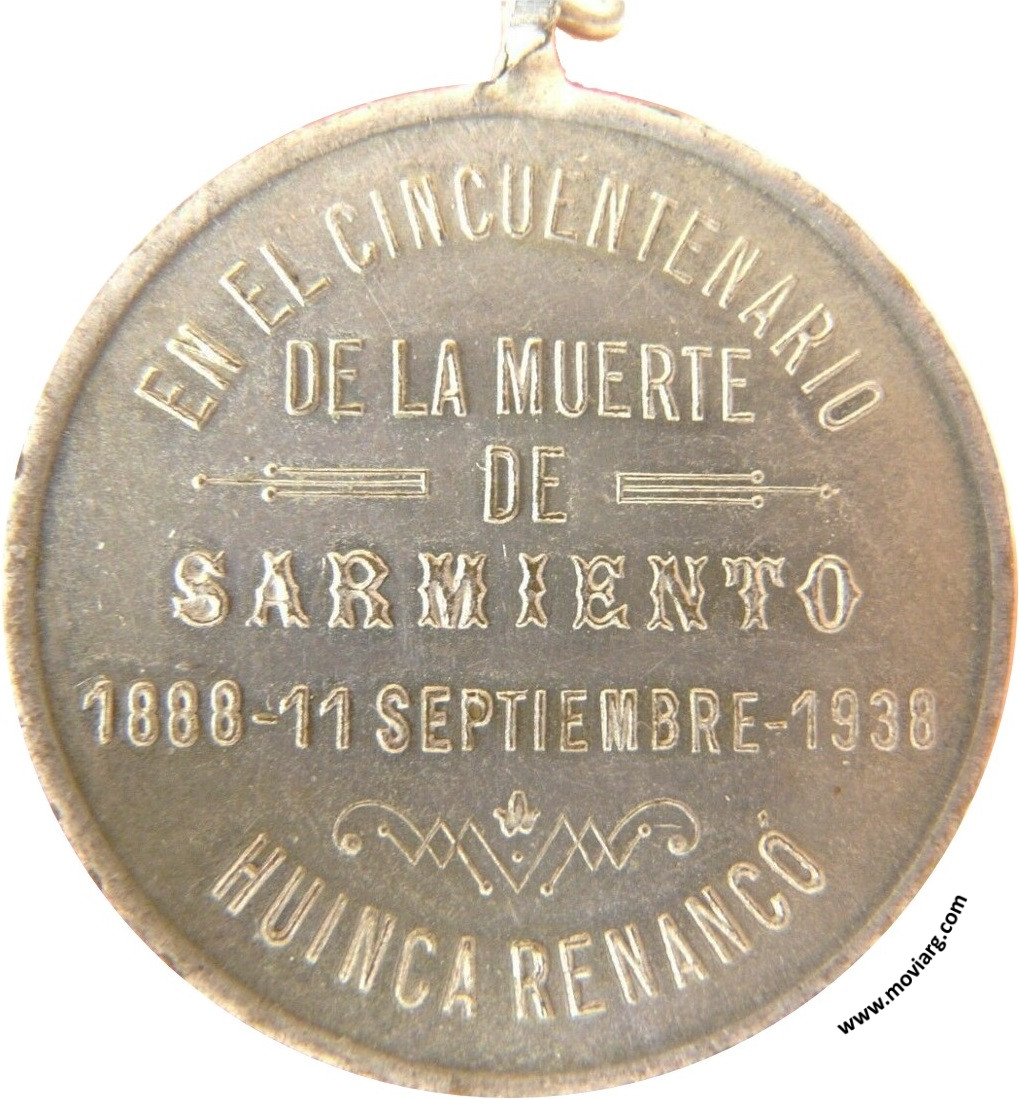 EN EL CINCUENTENARIO
DE LA MUERTE
DE
SARMIENTO
1888-11 SEPTIEMBRE-1938
HUINCA RENANCÓ
www.moviarg.com